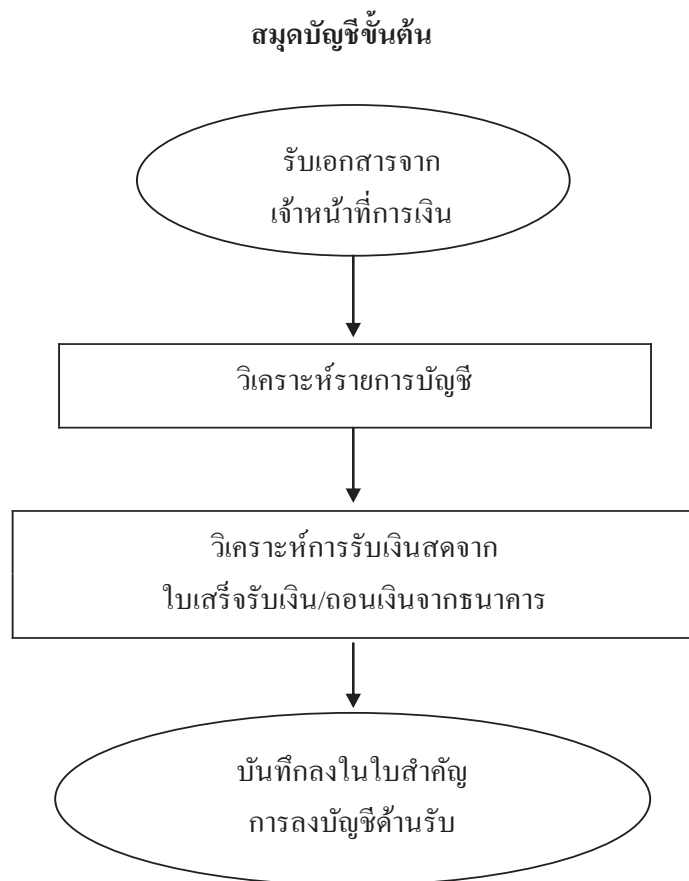 สมุดบัญชีขั้นต้น
รับเอกสารจาก
เจ้าหน้าที่การเงิน
วิเคราะห์รายการบัญชี
วิเคราะห์การรับเงินสดจาก
ใบเสร็จรับเงิน/ถอนเงินจากธนาคาร
บันทึกลงในใบสำคัญ
การลงบัญชีด้านรับ